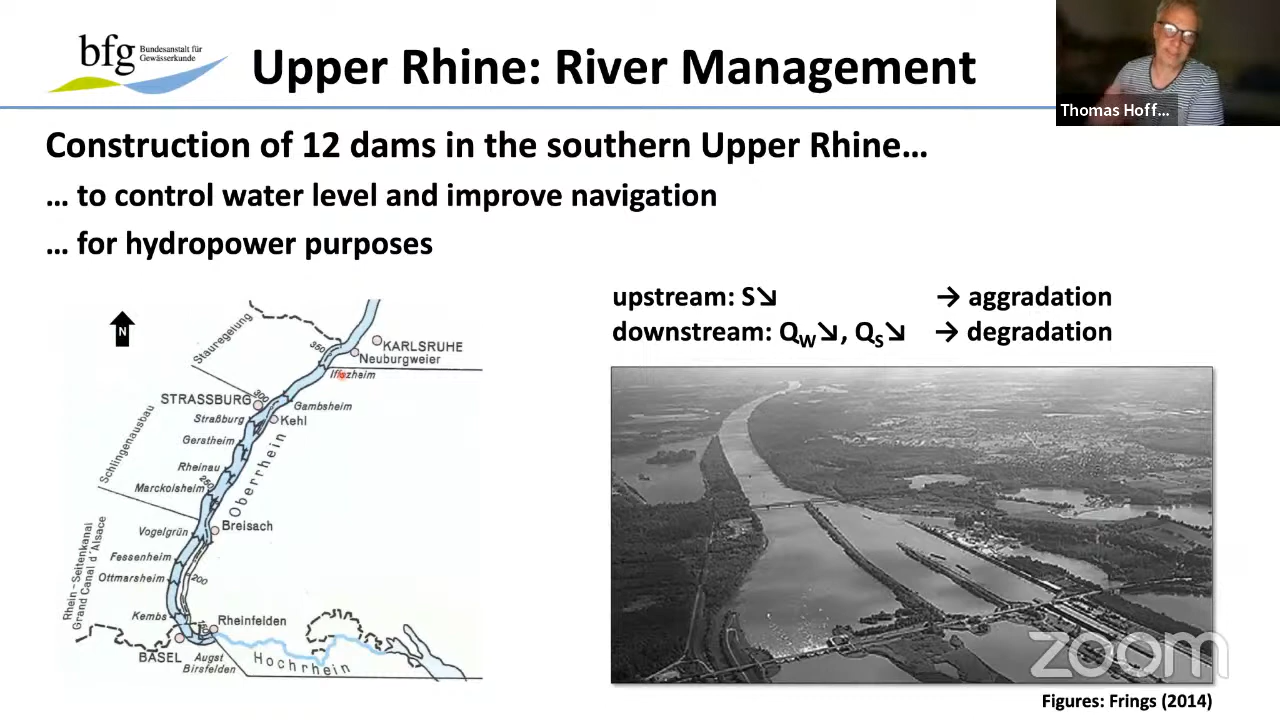 bfg
Bundesanstalt für
Gewässerkunde
Upper Rhine: River Management
Thomas Hoff...
Construction of 12 dams in the southern Upper Rhine…
… to control water level and improve navigation
… for hydropower purposes
upstream: S↘ → aggradation
downstream: QW↘, QS↘ → degradation
N
Stauregelung
350
KARLSRUHE
Neuburgweier
Iffezheim
STRASSBURG
300
Gambsheim
Straßburg
Kehl
Gerstheim
Schlingenausbau
Oberrhein
Rheinau
250
Marckolsheim
Breisach
Vogelgrün
Fessenheim
Rhein-Seitenkanal
Grand Canal d'Alsace
Ottmarsheim
200
Kembs
Rheinfelden
BASEL
Augst
Birsfelden
Hochrhein
zoom
Figures: Frings (2014)